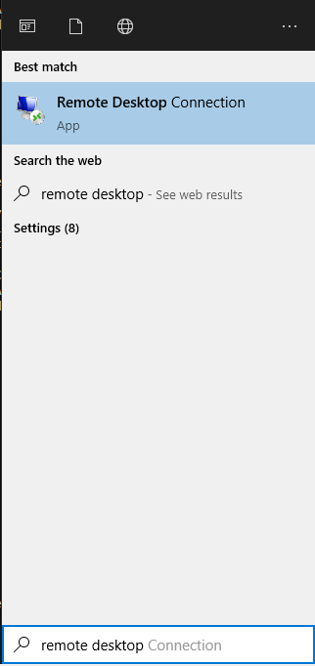 Best match
Remote Desktop Connection
App
Search the web
remote desktop - See web results
Settings (8)
remote desktop Connection